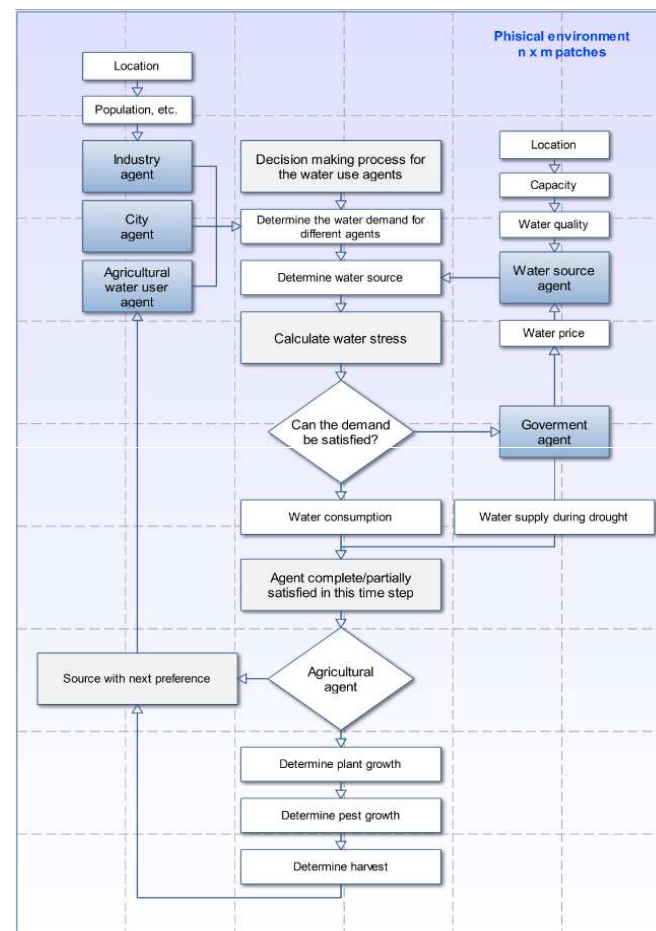 Phisical environment
n x m patches
Location
Population, etc.
Industry
agent
City
agent
Agricultural
water user
agent
Decision making process for
the water use agents
Determine the water demand for
different agents
Determine water source
Calculate water stress
Can the demand
be satisfied?
Location
Capacity
Water quality
Water source
agent
Water price
Goverment
agent
Water consumption
Water supply during drought
Agent complete/partially
satisfied in this time step
Agricultural
agent
Source with next preference
Determine plant growth
Determine pest growth
Determine harvest